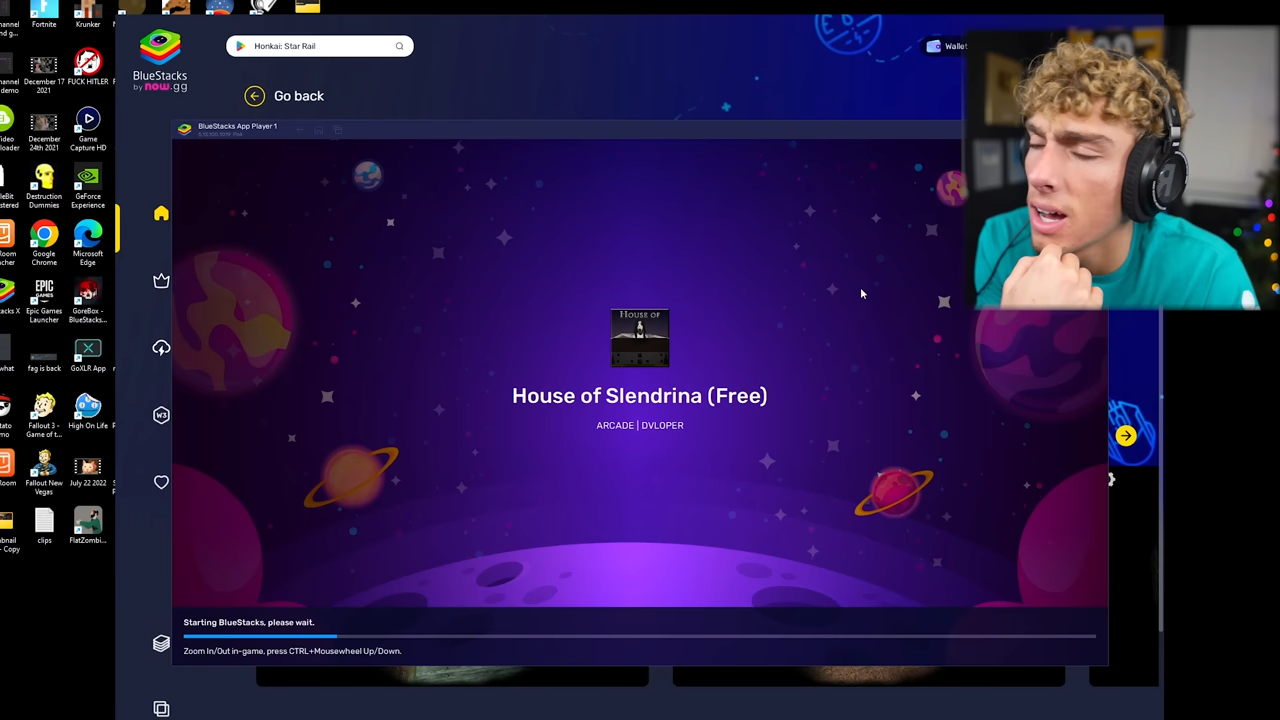 Fortnite
Krunker
Honkai: Star Rail
Wallet
BlueStacks
by now.gg
Go back
December 17
2021
FUCK HITLER
BlueStacks App Player 1
December
24th 2021
Game
Capture HD
Destruction
Dummies
GeForce
Experience
Google
Chrome
Microsoft
Edge
EPIC
GAMES
Epic Games
Launcher
GoreBox -
BlueStacks...
HOUSE OF
House of Slendrina (Free)
ARCADE | DVLOPER
fag is back
GoXLR App
Fallout 3 -
Game of t...
High On Life
W3
Fallout New
Vegas
July 22 2022
clips
FlatZombi...
Copy
Starting BlueStacks, please wait.
Zoom In/Out in-game, press CTRL+Mousewheel Up/Down.